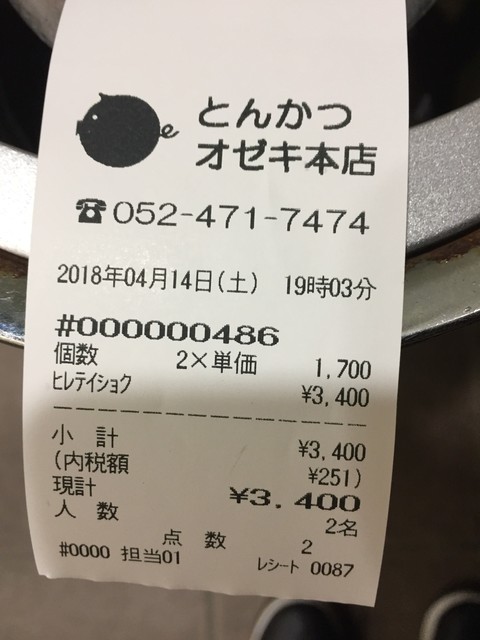 とんかつ
オゼキ本店
☎052-471-7474
2018年04月14日(土) 19時03分
#000000486
個数 2×単価 1,700
ヒレテイショク ¥3,400
小 計 ¥3,400
(内税額 ¥251)
現計 ¥3,400
人 数 2名
点 数 2
#0000 担当01 レシート 0087